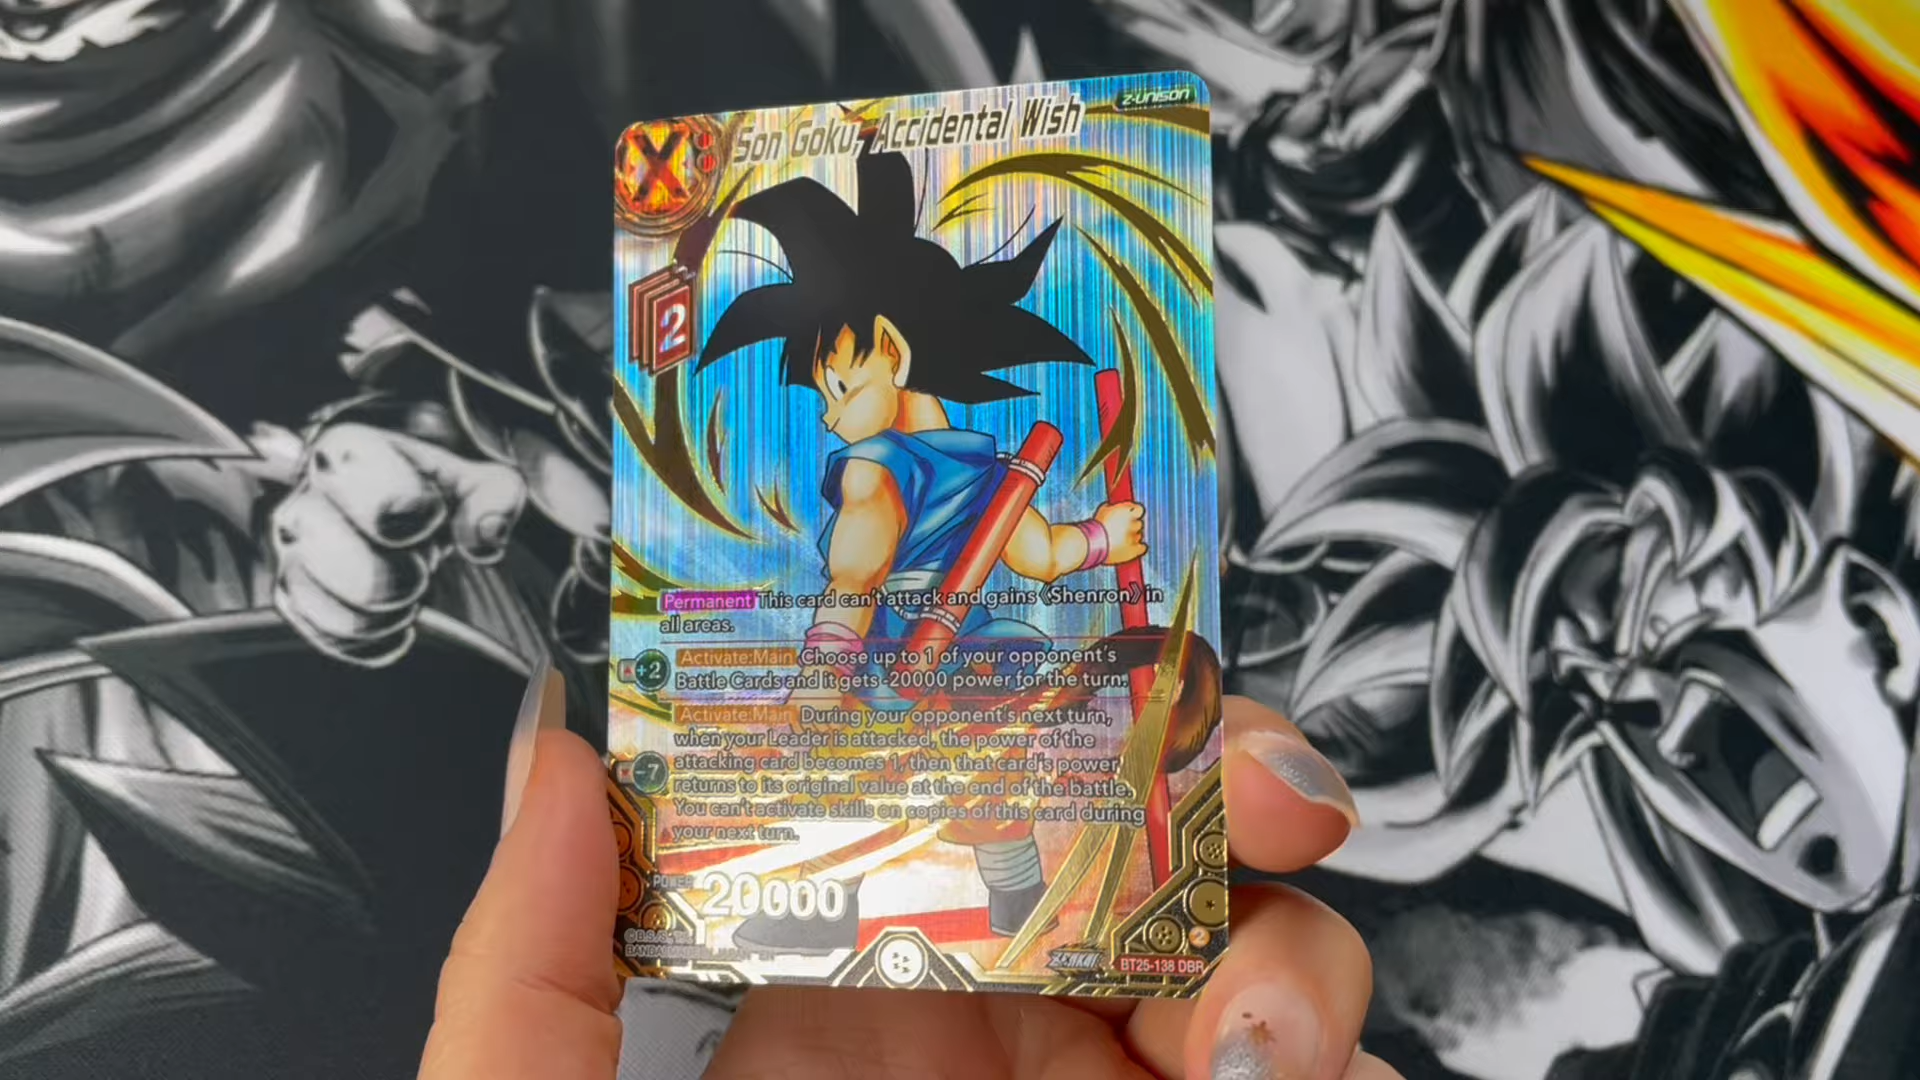 Z-UNISON
X
Son Goku, Accidental Wish
2
Permanent This card can't attack and gains 《Shenron》 in
all areas.
+2
Activate:Main Choose up to 1 of your opponent's
Battle Cards and it gets -20000 power for the turn.
-7
Activate:Main During your opponent's next turn,
when your Leader is attacked, the power of the
attacking card becomes 1, then that card's power
returns to its original value at the end of the battle.
You can't activate skills on copies of this card during
your next turn.
POWER 20000
2
BT25-138 DBR